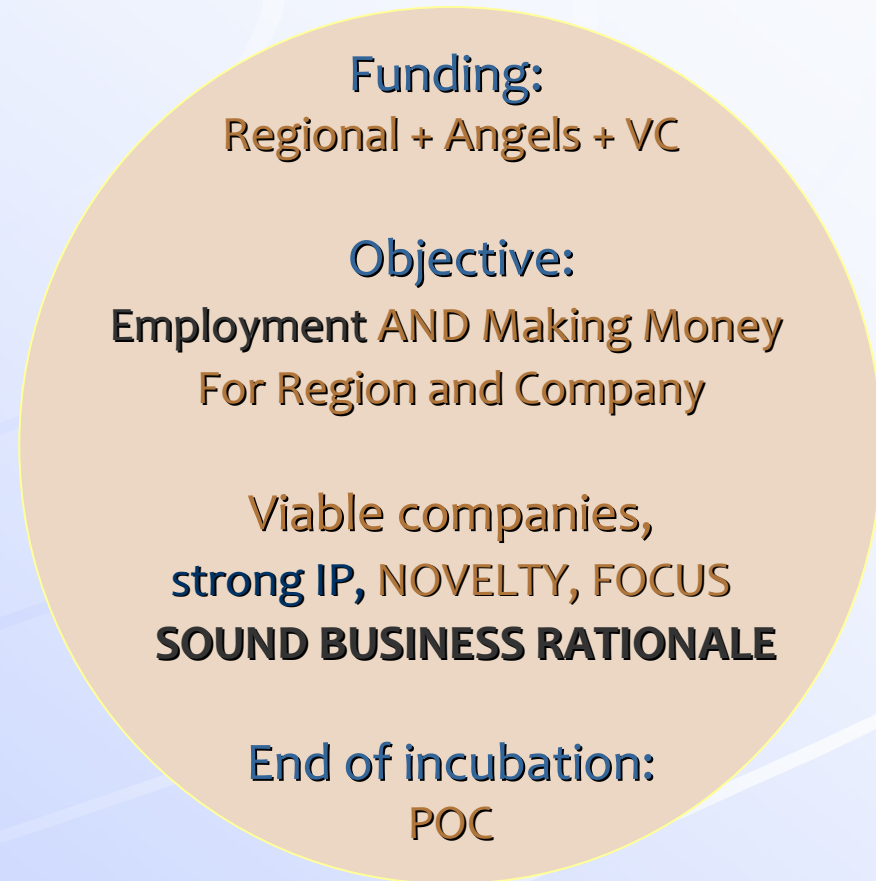 Funding:
Regional + Angels + VC
Objective:
Employment AND Making Money
For Region and Company
Viable companies,
strong IP, NOVELTY, FOCUS
SOUND BUSINESS RATIONALE
End of incubation:
POC